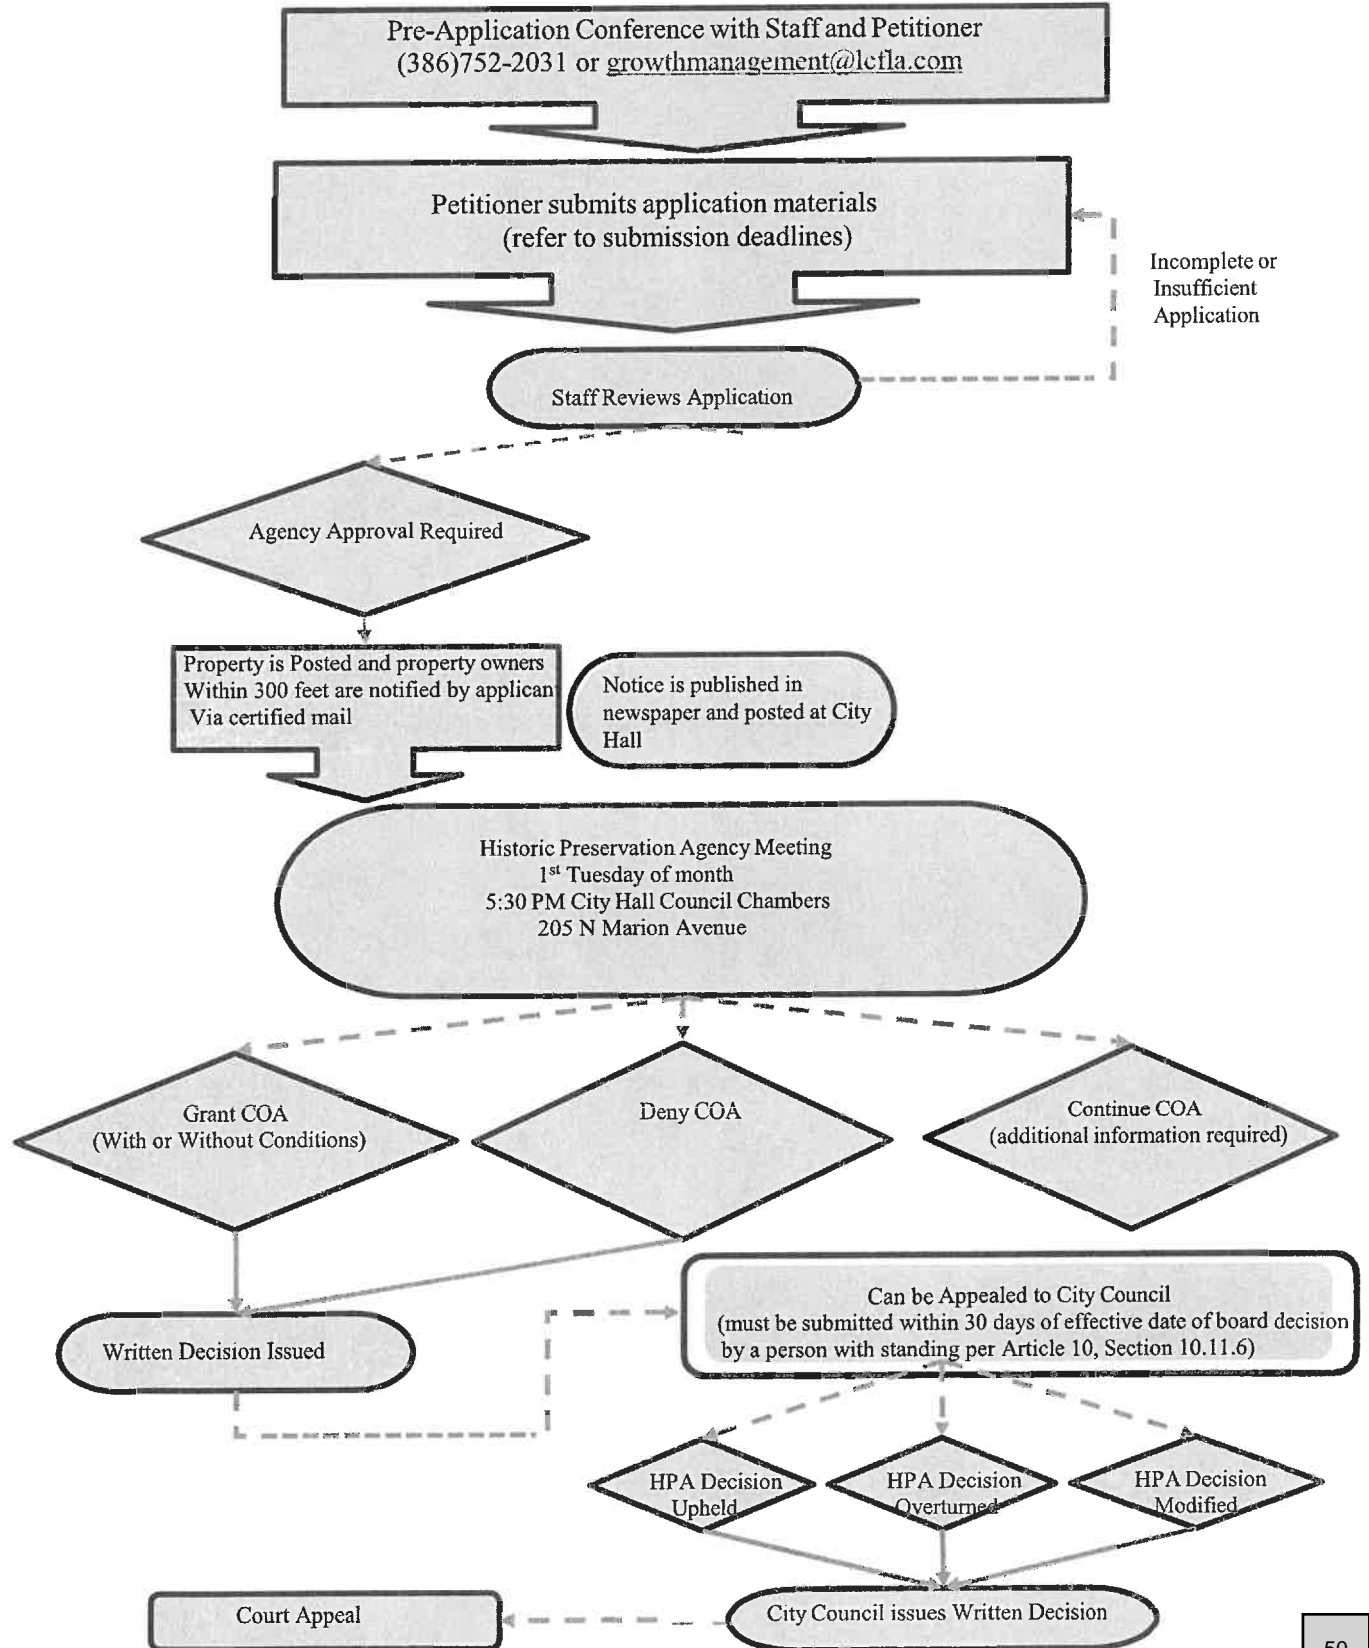 Pre-Application Conference with Staff and Petitioner
(386)752-2031 or growthmanagement@lcfla.com
Petitioner submits application materials
(refer to submission deadlines)
Incomplete or
Insufficient
Application
Staff Reviews Application
Agency Approval Required
Property is Posted and property owners
Within 300 feet are notified by applican
Via certified mail
Notice is published in
newspaper and posted at City
Hall
Historic Preservation Agency Meeting
1st Tuesday of month
5:30 PM City Hall Council Chambers
205 N Marion Avenue
Grant COA
(With or Without Conditions)
Deny COA
Continue COA
(additional information required)
Written Decision Issued
Can be Appealed to City Council
(must be submitted within 30 days of effective date of board decision
by a person with standing per Article 10, Section 10.11.6)
HPA Decision
Upheld
HPA Decision
Overturned
HPA Decision
Modified
City Council issues Written Decision
Court Appeal